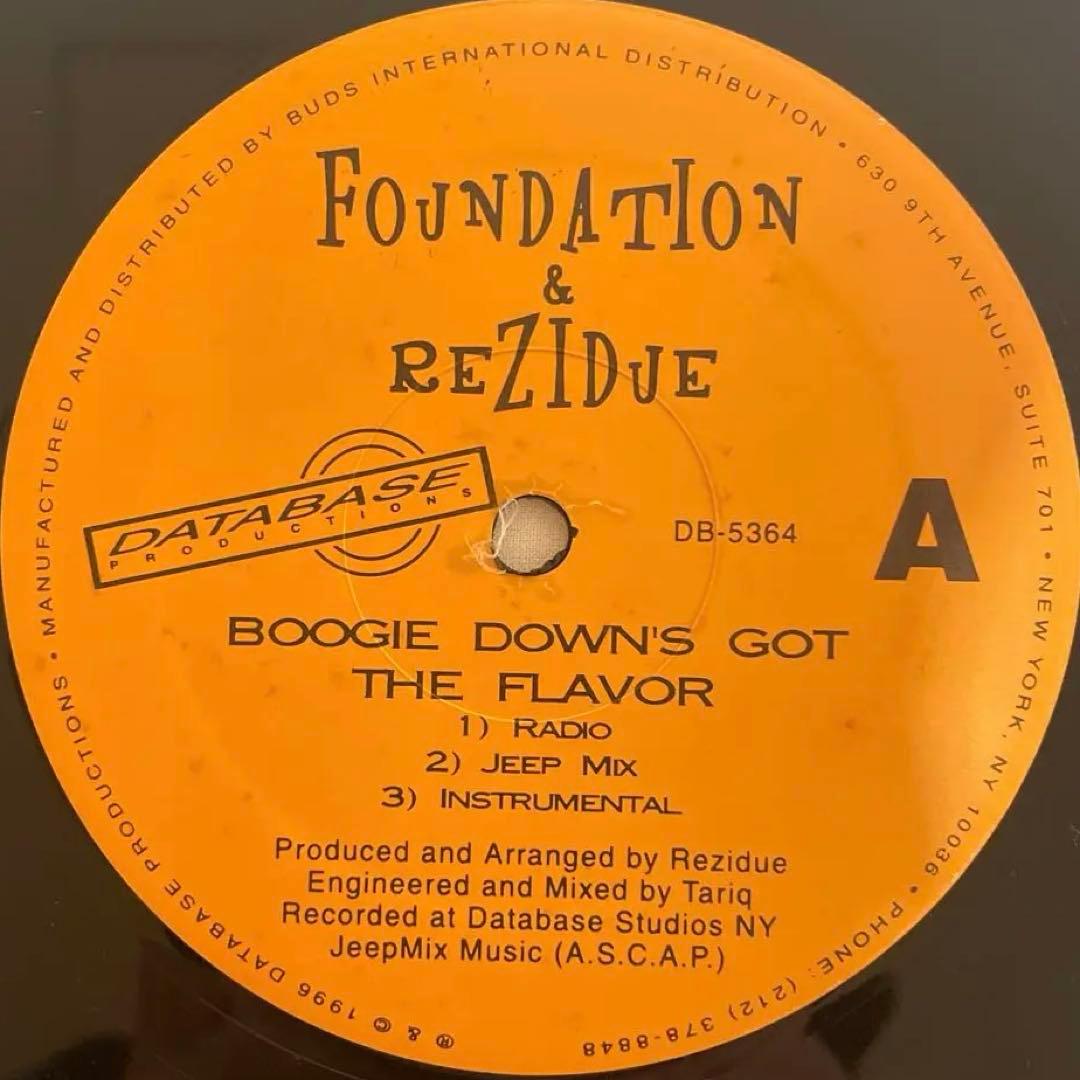 Foundation
&
Rezidue
DATABASE
PRODUCTIONS
DB-5364
A
BOOGIE DOWN'S GOT
THE FLAVOR
1) RADIO
2) JEEP MIX
3) INSTRUMENTAL
Produced and Arranged by Rezidue
Engineered and Mixed by Tariq
Recorded at Database Studios NY
JeepMix Music (A.S.C.A.P.)
® & © 1996 DATABASE PRODUCTIONS • MANUFACTURED AND DISTRIBUTED BY BUDS INTERNATIONAL DISTRIBUTION • 630 9TH AVENUE, SUITE 701 • NEW YORK, NY 10036 • PHONE: (212) 378-8848